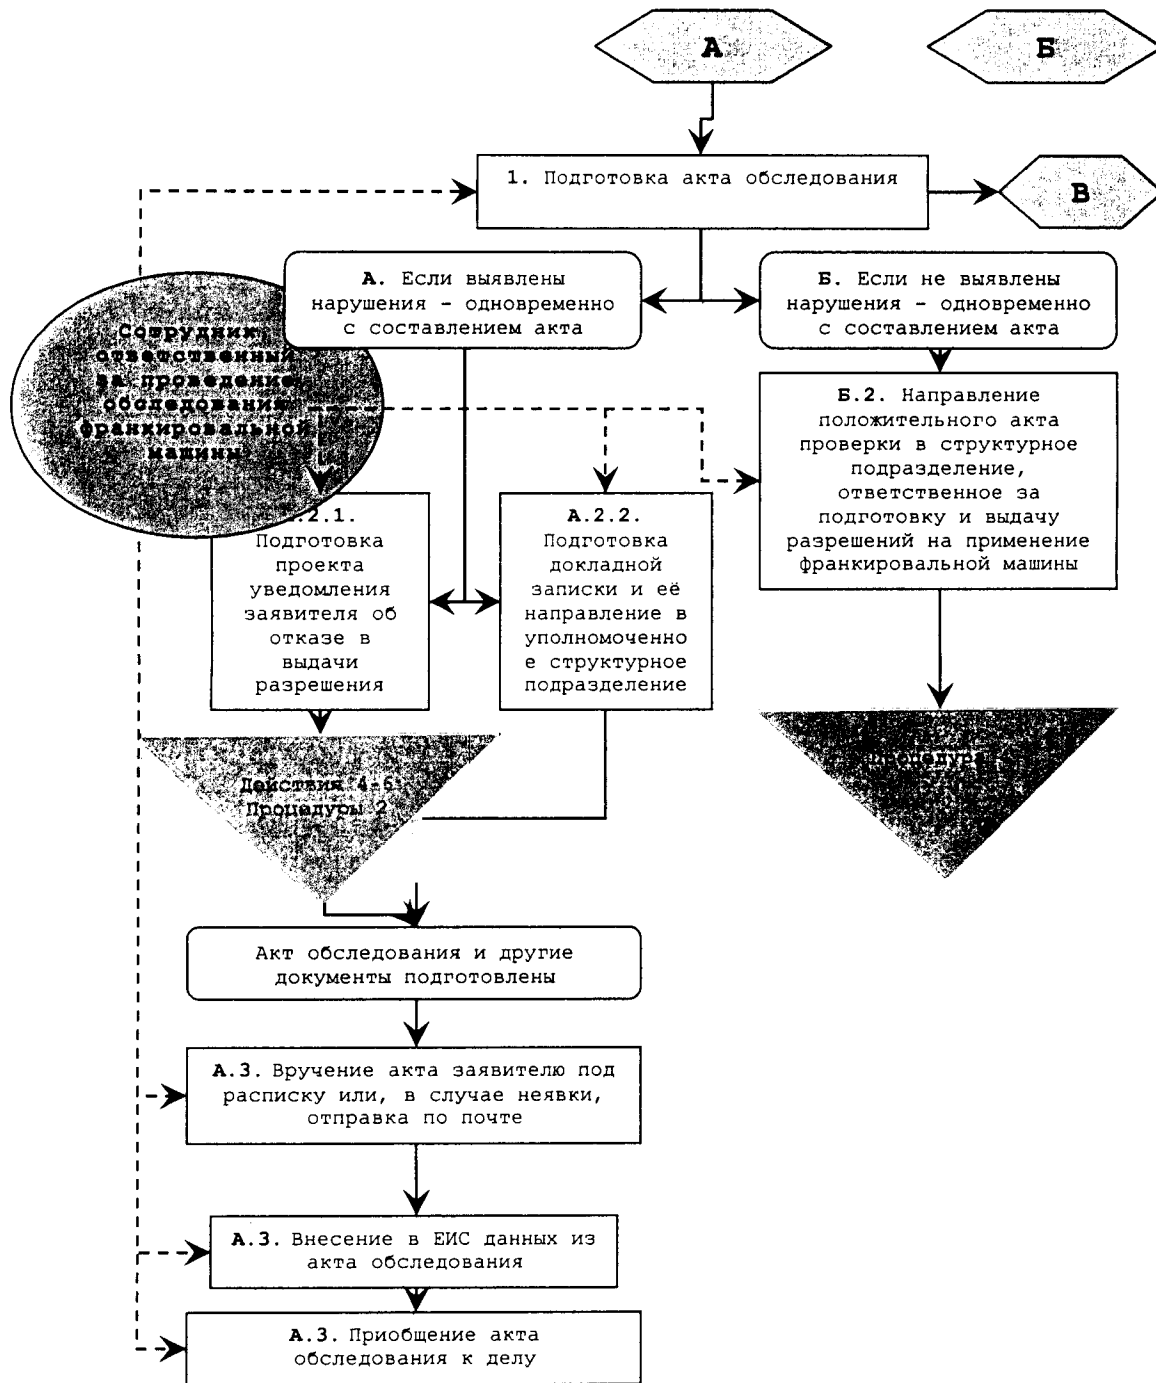 А
Б
1. Подготовка акта обследования
В
А. Если выявлены
нарушения - одновременно
с составлением акта
Б. Если не выявлены
нарушения - одновременно
с составлением акта
Сотрудник,
ответственный
за проведение
обследования
франкировальной
машины
Б.2. Направление
положительного акта
проверки в структурное
подразделение,
ответственное за
подготовку и выдачу
разрешений на применение
франкировальной машины
.2.1.
Подготовка
проекта
уведомления
заявителя об
отказе в
выдачи
разрешения
А.2.2.
Подготовка
докладной
записки и её
направление в
уполномоченно
е структурное
подразделение
Действия 4-6
Процедуры 2
Процедура
Акт обследования и другие
документы подготовлены
А.3. Вручение акта заявителю под
расписку или, в случае неявки,
отправка по почте
А.3. Внесение в ЕИС данных из
акта обследования
А.3. Приобщение акта
обследования к делу